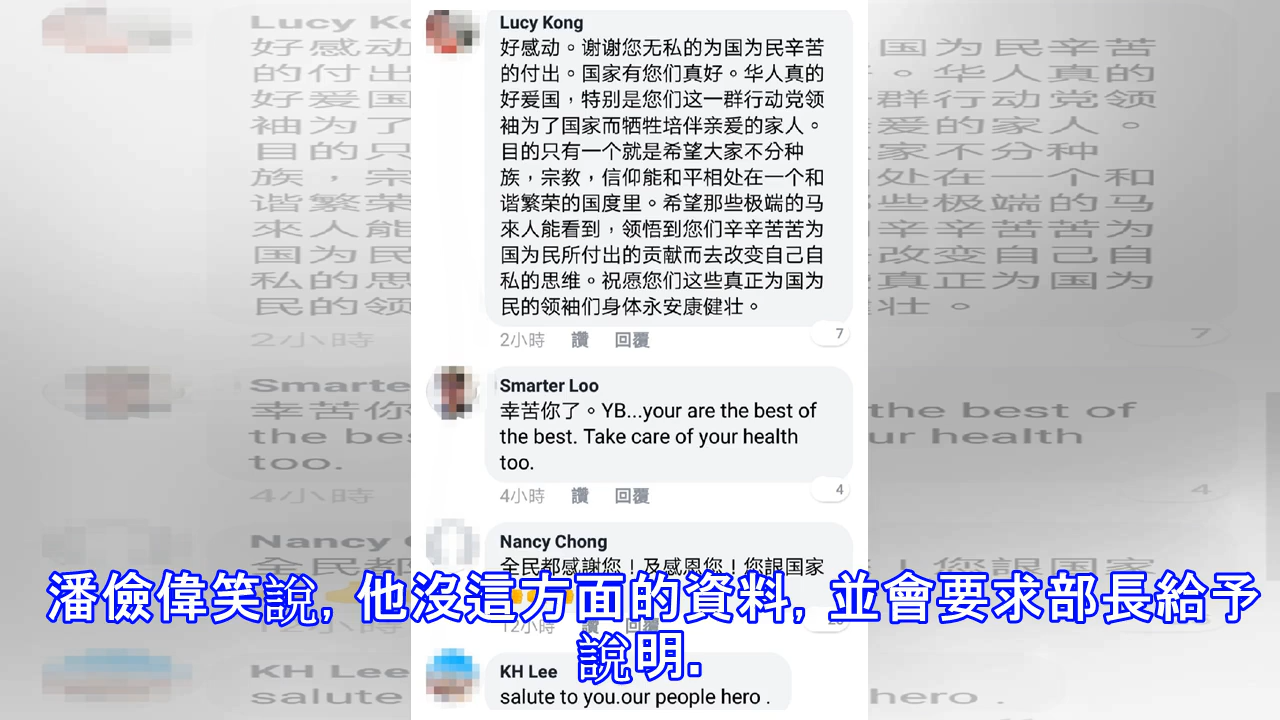 Lucy Kong
好感动。谢谢您无私的为国为民辛苦
的付出。国家有您们真好。华人真的
好爱国，特别是您们这一群行动党领
袖为了国家而牺牲培伴亲爱的家人。
目的只有一个就是希望大家不分种
族，宗教，信仰能和平相处在一个和
谐繁荣的国度里。希望那些极端的马
來人能看到，领悟到您们辛辛苦苦为
国为民所付出的贡献而去改变自己自
私的思维。祝愿您们这些真正为国为
民的领袖们身体永安康健壮。
2小時 讚 回覆 7
Smarter Loo
幸苦你了。YB...your are the best of
the best. Take care of your health
too.
4小時 讚 回覆 4
Nancy Chong
全民都感謝您！及感恩您！您詪国家
12小時 讚 回覆
潘儉偉笑說, 他沒這方面的資料, 並會要求部長給予
說明.
KH Lee
salute to you.our people hero .